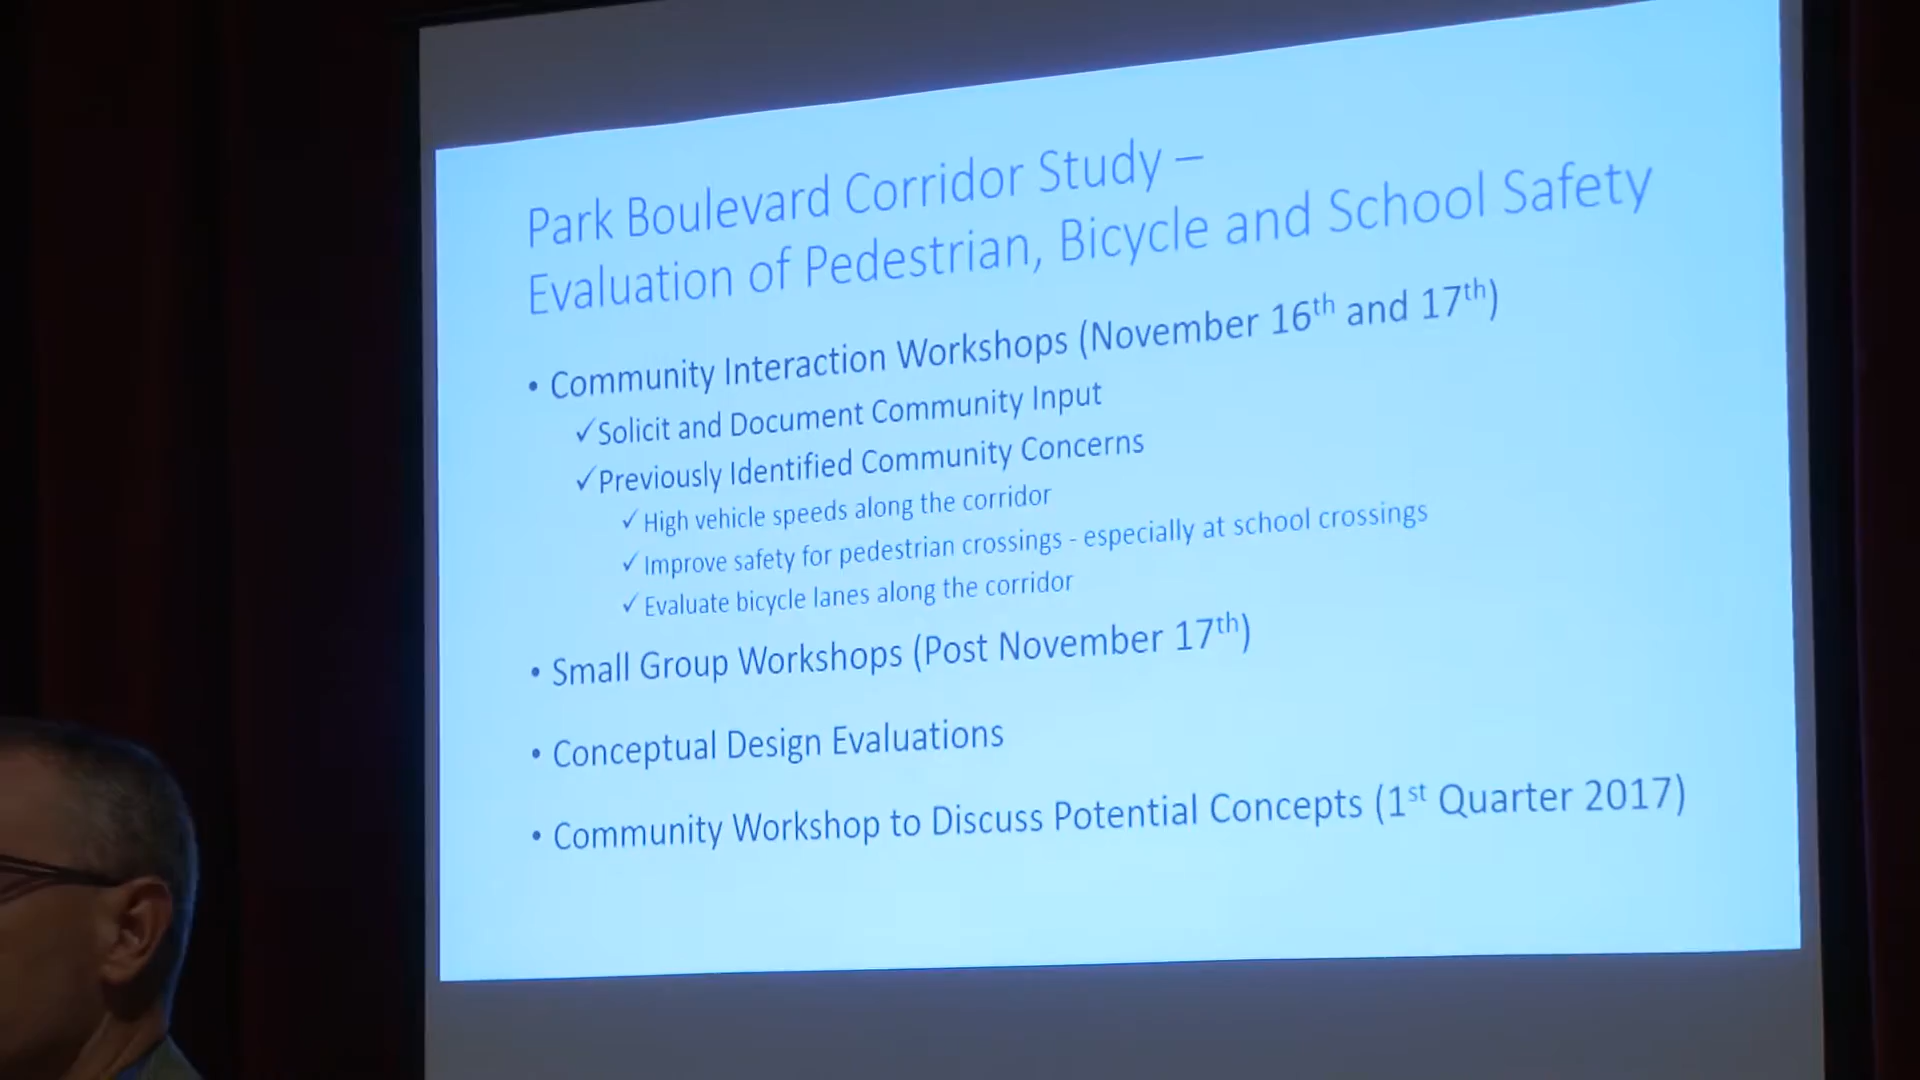 Park Boulevard Corridor Study –
Evaluation of Pedestrian, Bicycle and School Safety
• Community Interaction Workshops (November 16th and 17th)
✓Solicit and Document Community Input
✓Previously Identified Community Concerns
✓ High vehicle speeds along the corridor
✓ Improve safety for pedestrian crossings - especially at school crossings
✓ Evaluate bicycle lanes along the corridor
• Small Group Workshops (Post November 17th)
• Conceptual Design Evaluations
• Community Workshop to Discuss Potential Concepts (1st Quarter 2017)